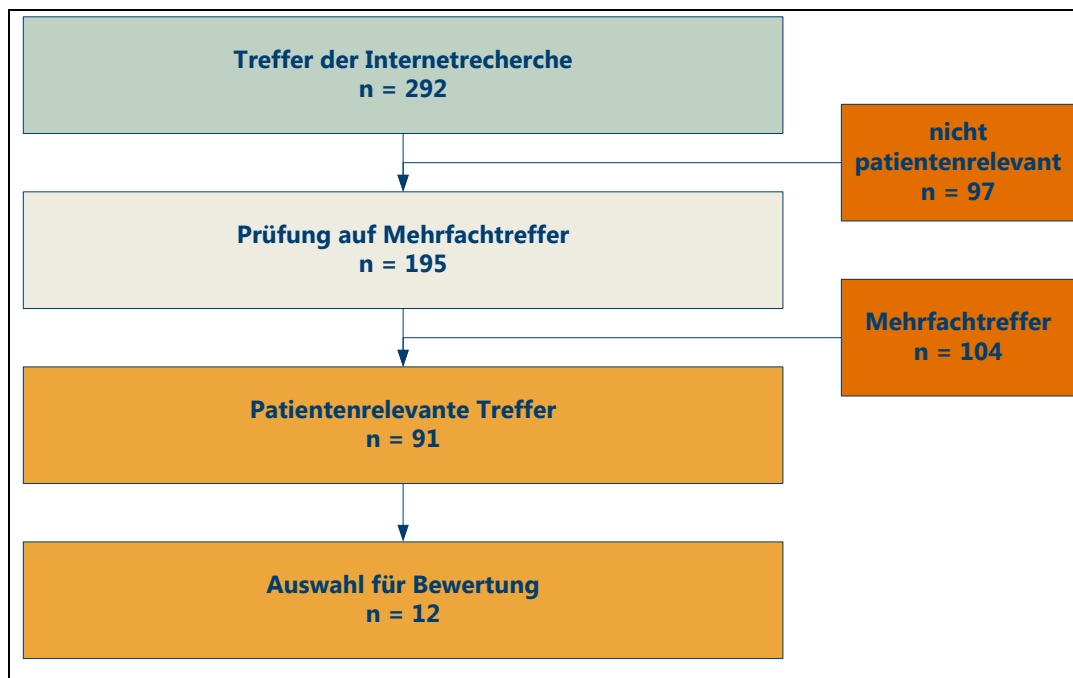 Treffer der Internetrecherche
n = 292
nicht
patientenrelevant
n = 97
Prüfung auf Mehrfachtreffer
n = 195
Mehrfachtreffer
n = 104
Patientenrelevante Treffer
n = 91
Auswahl für Bewertung
n = 12